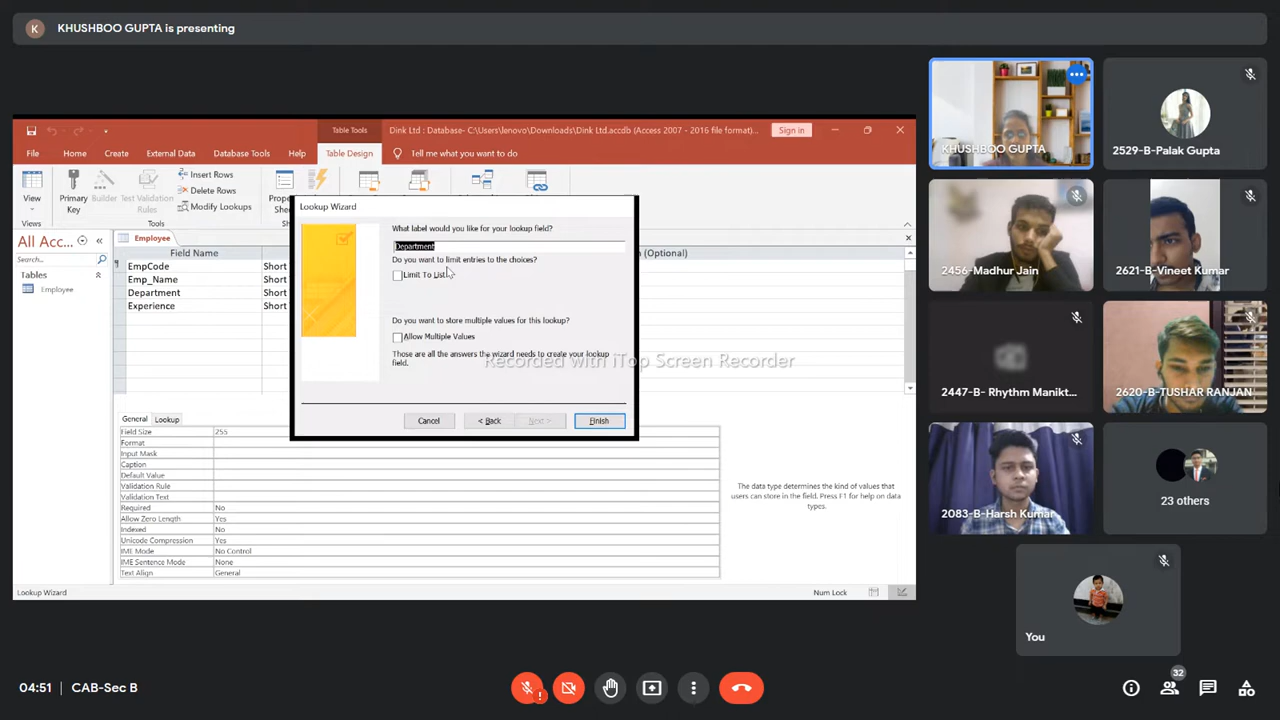 K KHUSHBOO GUPTA is presenting
Table Tools Dink Ltd : Database- C:\Users\lenovo\Downloads\Dink Ltd.accdb (Access 2007 - 2016 file format)... Sign in
File Home Create External Data Database Tools Help Table Design Tell me what you want to do
View
Primary Key
Builder
Test Validation Rules
Insert Rows
Delete Rows
Modify Lookups
Views
Tools
All Ac...
Search...
Tables
Employee
Employee
Field Name
(Optional)
EmpCode Short
Emp_Name Short
Department Short
Experience Short
Lookup Wizard
What label would you like for your lookup field?
Department
Do you want to limit entries to the choices?
Limit To List
Do you want to store multiple values for this lookup?
Allow Multiple Values
Those are all the answers the wizard needs to create your lookup
field.
Cancel < Back Next > Finish
Recorded with iTop Screen Recorder
General Lookup
Field Size 255
Format
Input Mask
Caption
Default Value
Validation Rule
Validation Text
Required No
Allow Zero Length Yes
Indexed No
Unicode Compression Yes
IME Mode No Control
IME Sentence Mode None
Text Align General
The data type determines the kind of values that
users can store in the field. Press F1 for help on data
types.
Lookup Wizard Num Lock
KHUSHBOO GUPTA
2529-B-Palak Gupta
2456-Madhur Jain
2621-B-Vineet Kumar
2447-B- Rhythm Manikt...
2620-B-TUSHAR RANJAN
2083-B-Harsh Kumar
23 others
You
04:51 CAB-Sec B
32